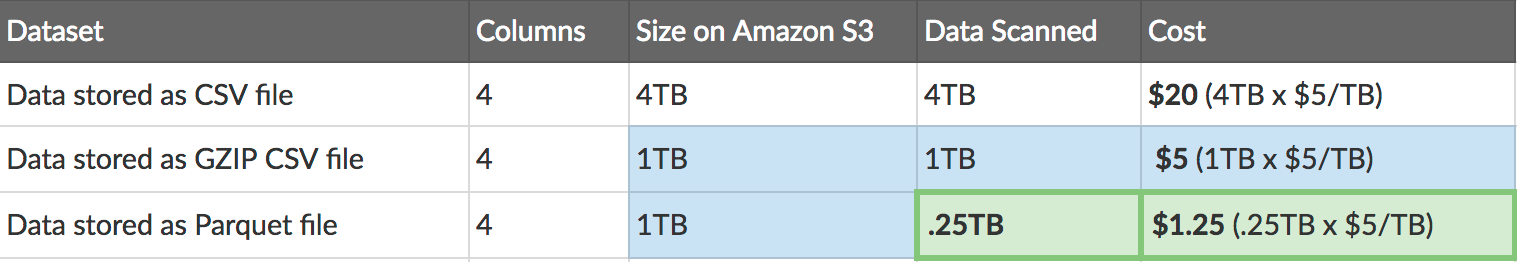 Dataset Columns Size on Amazon S3 Data Scanned Cost
Data stored as CSV file 4 4TB 4TB $20 (4TB x $5/TB)
Data stored as GZIP CSV file 4 1TB 1TB $5 (1TB x $5/TB)
Data stored as Parquet file 4 1TB .25TB $1.25 (.25TB x $5/TB)